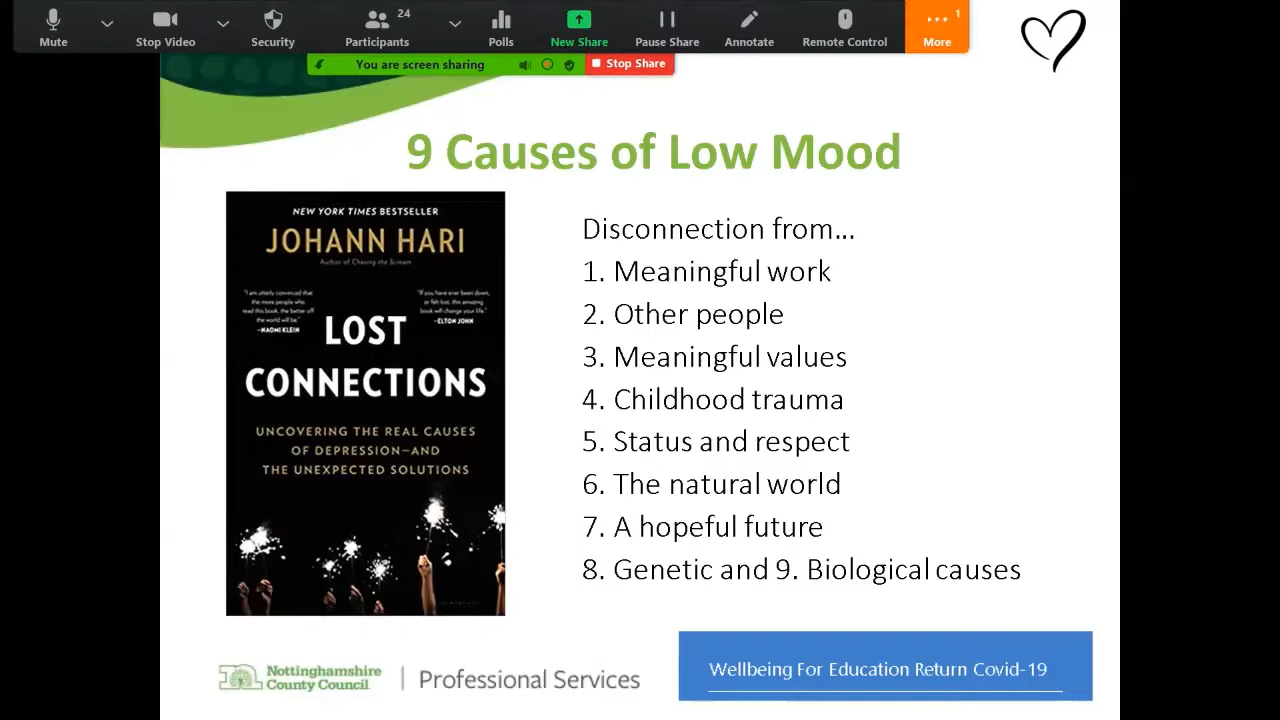 24
1
Mute
Stop Video
Security
Participants
Polls
New Share
Pause Share
Annotate
Remote Control
More
You are screen sharing
Stop Share
9 Causes of Low Mood
NEW YORK TIMES BESTSELLER
JOHANN HARI
Author of Chasing the Scream
"I am utterly convinced that
the more people who
read this book, the better off
the world will be."
—NAOMI KLEIN
"If you have ever been down,
or felt lost, this amazing
book will change your life."
—ELTON JOHN
LOST
CONNECTIONS
UNCOVERING THE REAL CAUSES
OF DEPRESSION—AND
THE UNEXPECTED SOLUTIONS
Disconnection from...
1. Meaningful work
2. Other people
3. Meaningful values
4. Childhood trauma
5. Status and respect
6. The natural world
7. A hopeful future
8. Genetic and 9. Biological causes
Nottinghamshire
County Council
Professional Services
Wellbeing For Education Return Covid-19